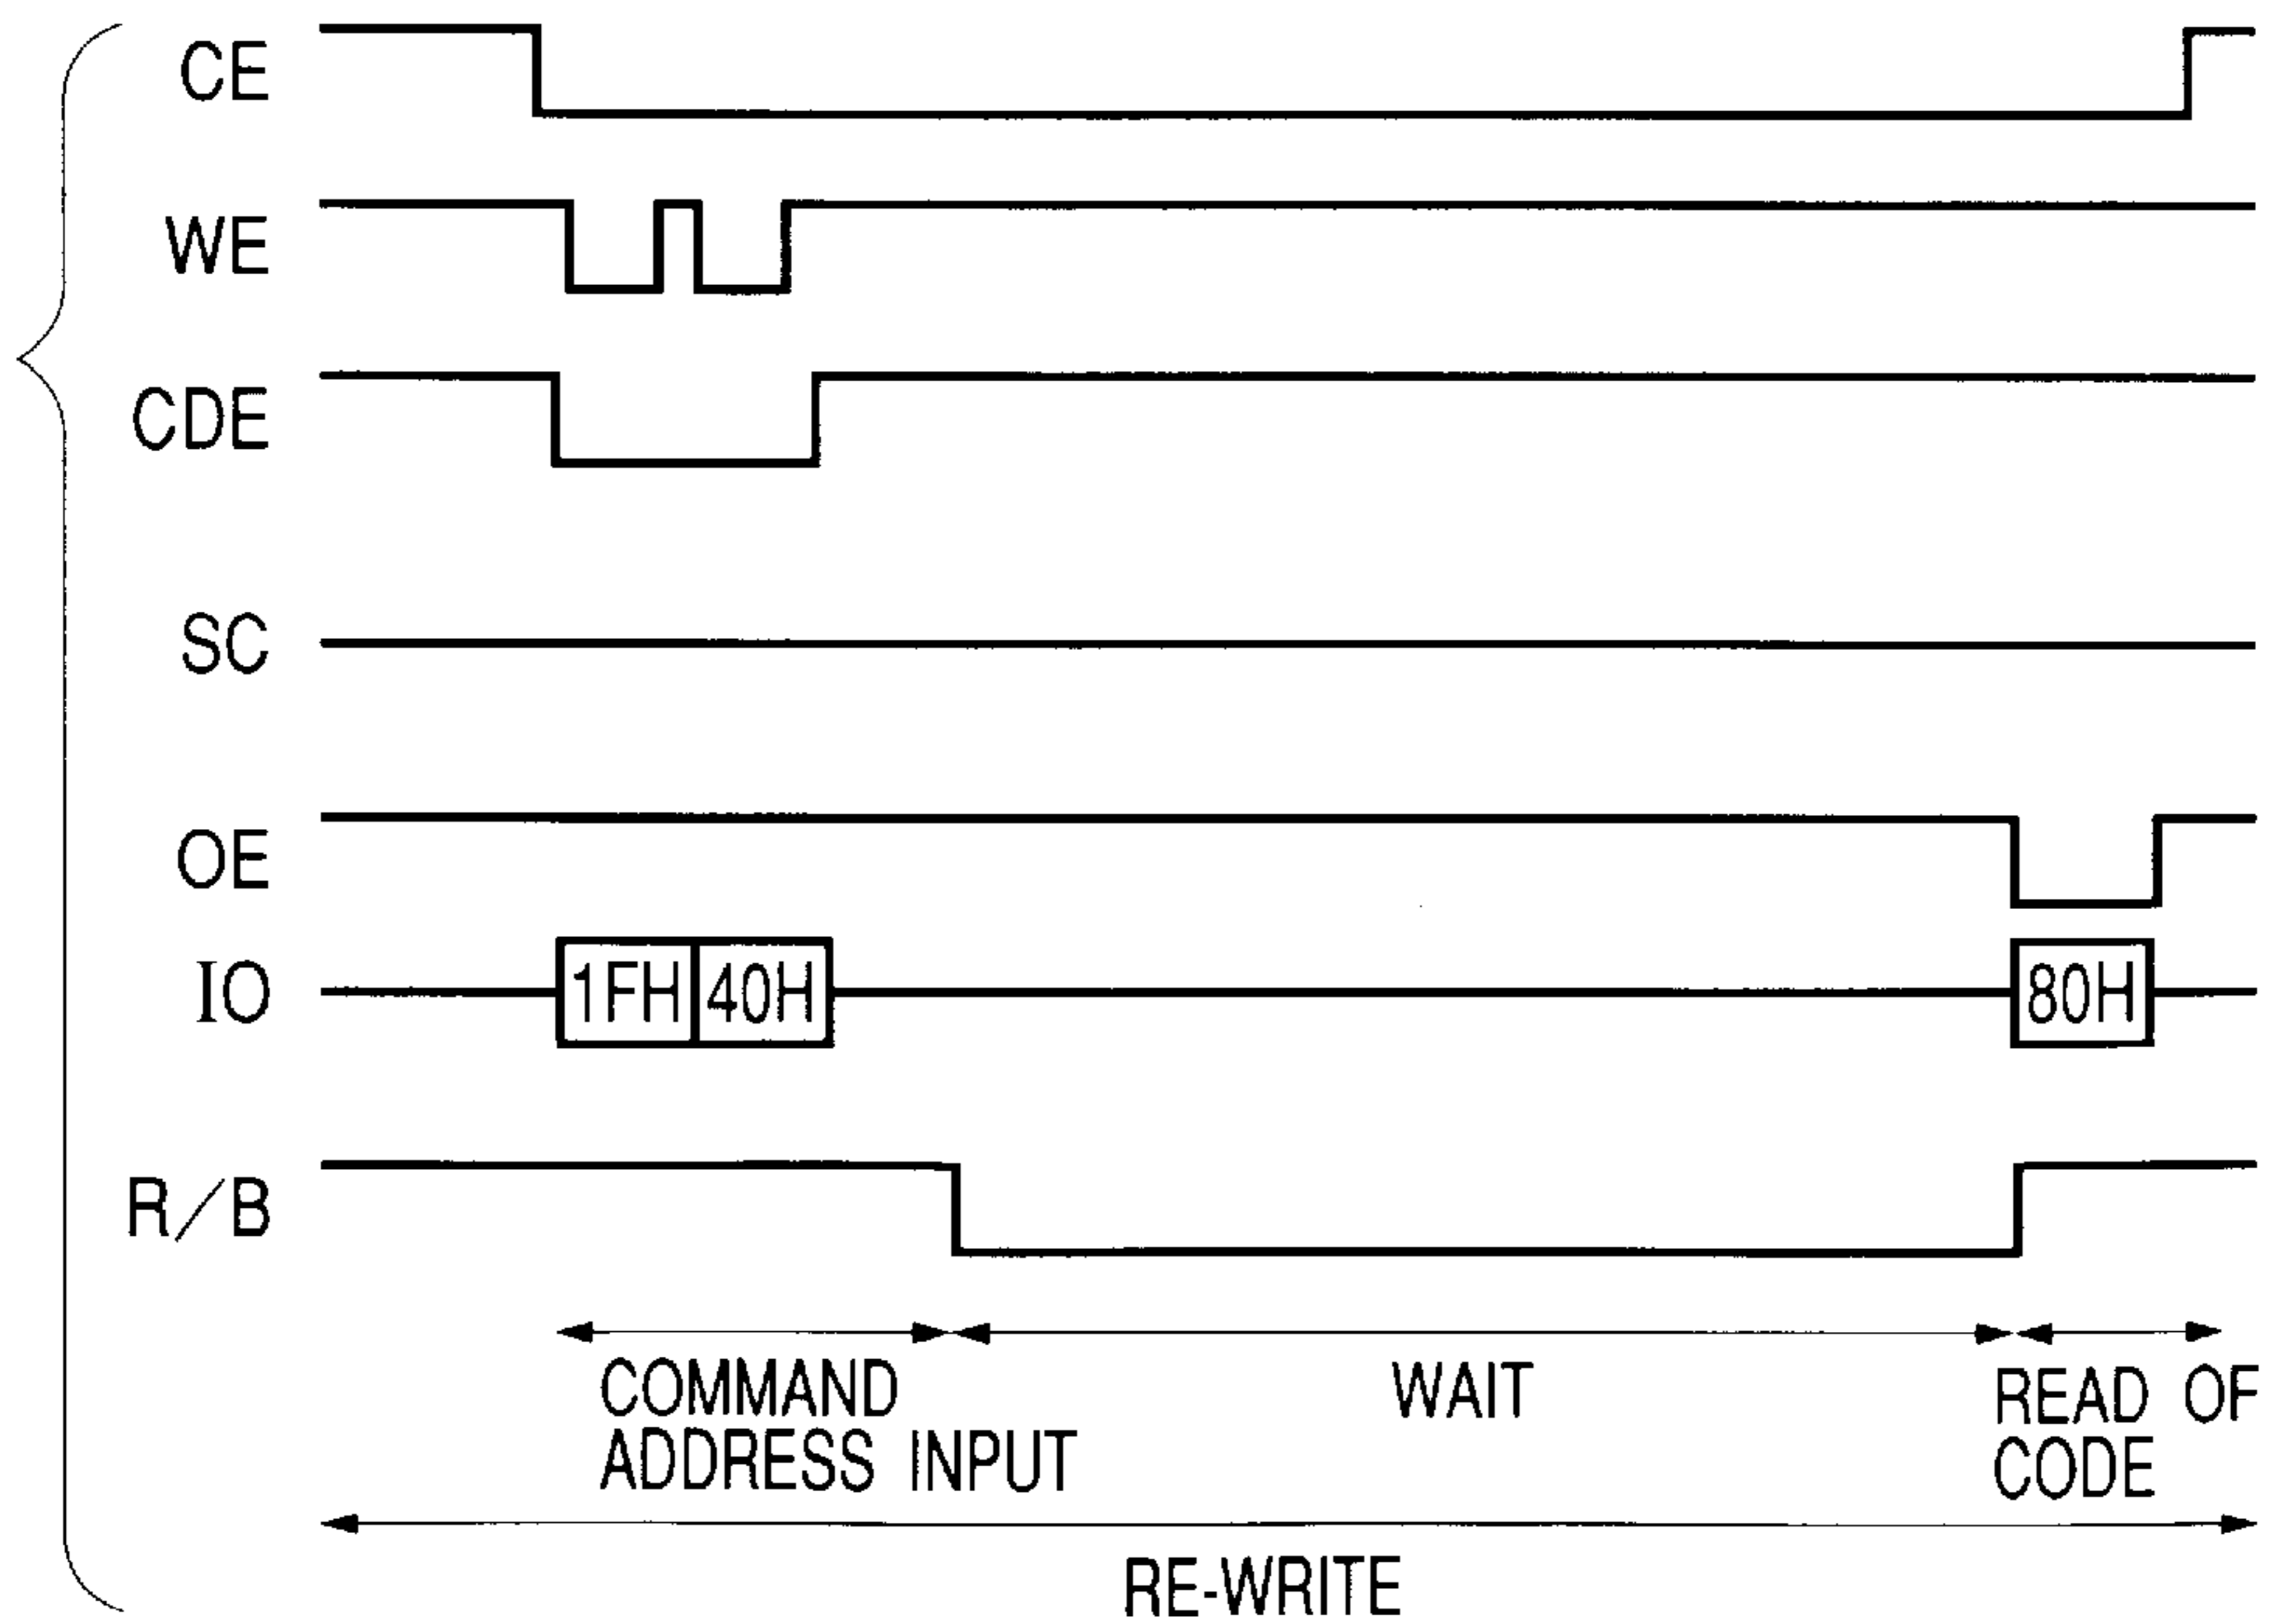 CE
WE
CDE
SC
OE
IO 1FH 40H 80H
R/B
COMMAND
ADDRESS INPUT
WAIT
READ OF
CODE
RE-WRITE